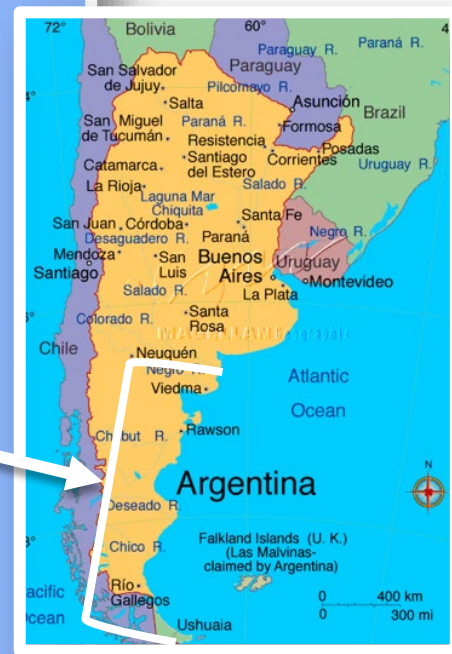 72°
60°
4
Bolivia
Paraguay R.
Paraná R.
San Salvador
de Jujuy
Paraguay
Pilcomayo R.
4°
Salta
Asunción
Brazil
San Miguel
de Tucumán
Paraná R.
Formosa
Resistencia
Posadas
Catamarca
Santiago
del Estero
Corrientes
Uruguay R.
La Rioja
Salado R.
Laguna Mar
Chiquita
San Juan
Córdoba
Santa Fe
Desaguadero R.
Paraná
Negro R.
Mendoza
San
Luis
Buenos
Aires
Uruguay
Santiago
Montevideo
La Plata
Salado R.
Santa
Rosa
Colorado R.
Chile
Neuquén
Negro R.
Viedma
Atlantic
Ocean
Chubut R.
Rawson
Argentina
N
Deseado R.
Chico R.
Falkland Islands (U. K.)
(Las Malvinas-
claimed by Argentina)
Río
Gallegos
acific
cean
0 400 km
0 300 mi
Ushuaia